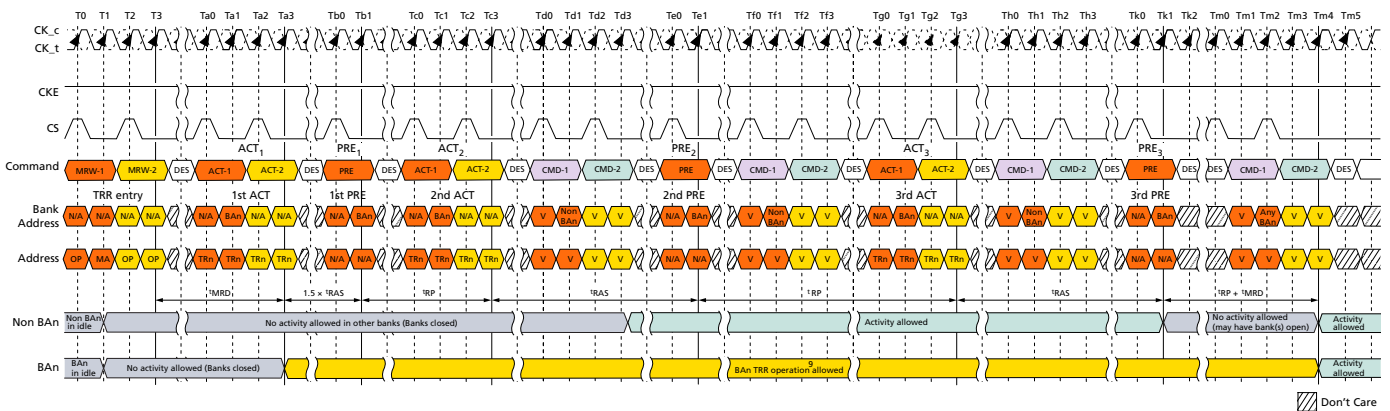 T0 T1 T2 T3 Ta0 Ta1 Ta2 Ta3 Tb0 Tb1 Tc0 Tc1 Tc2 Tc3 Td0 Td1 Td2 Td3 Te0 Te1 Tf0 Tf1 Tf2 Tf3 Tg0 Tg1 Tg2 Tg3 Th0 Th1 Th2 Th3 Tk0 Tk1 Tk2 Tm0 Tm1 Tm2 Tm3 Tm4 Tm5
CK_c
CK_t
CKE
CS
ACT1 PRE1 ACT2 PRE2 ACT3 PRE3
Command MRW-1 MRW-2 DES ACT-1 ACT-2 DES PRE DES ACT-1 ACT-2 DES CMD-1 CMD-2 DES PRE DES CMD-1 CMD-2 DES ACT-1 ACT-2 DES CMD-1 CMD-2 DES PRE DES DES CMD-1 CMD-2 DES
TRR entry 1st ACT 1st PRE 2nd ACT 2nd PRE 3rd ACT 3rd PRE
Bank Address N/A N/A N/A N/A N/A BAn N/A N/A N/A BAn N/A BAn N/A N/A V Non BAn V V N/A BAn V Non BAn V V N/A BAn N/A N/A V Non BAn V V N/A BAn V Any BAn V V
Address OP MA OP OP TRn TRn TRn TRn N/A N/A TRn TRn TRn TRn V V V V N/A N/A V V V V TRn TRn TRn TRn V V V V N/A N/A V V V V
tMRD 1.5 × tRAS tRP tRAS tRP tRAS tRP + tMRD
Non BAn Non BAn in idle No activity allowed in other banks (Banks closed) Activity allowed No activity allowed (may have bank(s) open) Activity allowed
BAn BAn in idle No activity allowed (Banks closed) BAn TRR operation allowed 9 Activity allowed
Don't Care